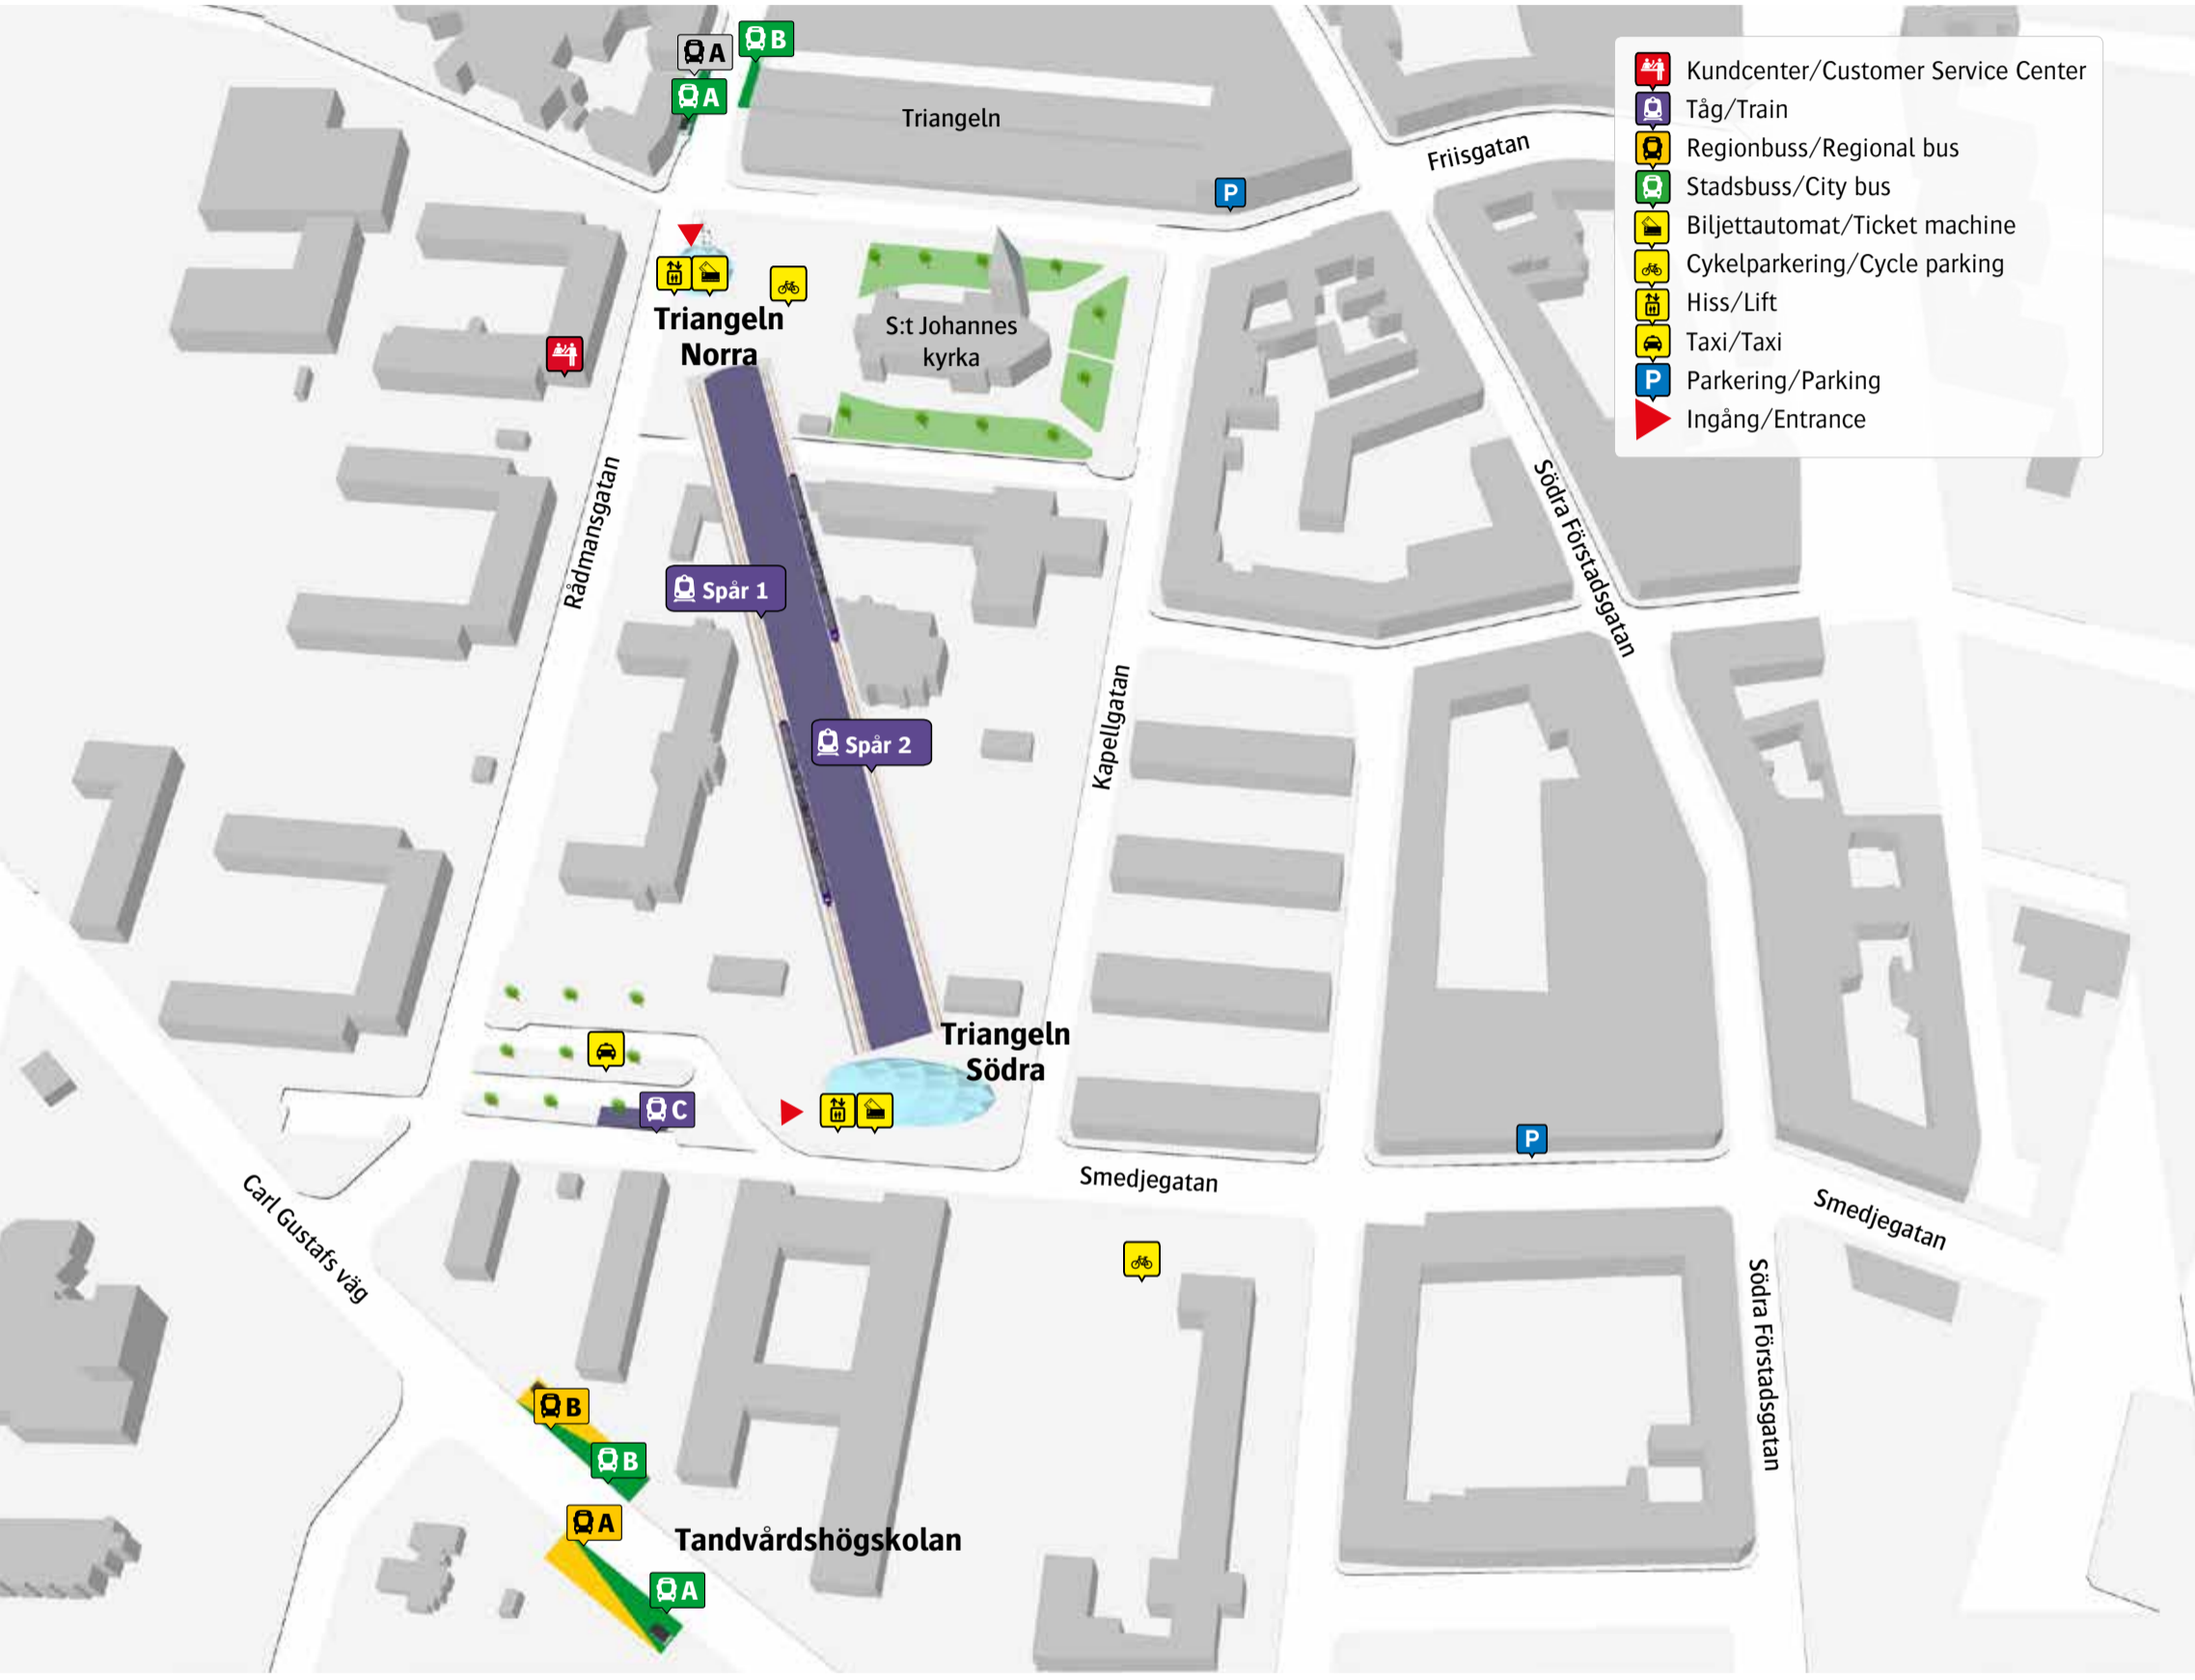 A
B
A
Triangeln
Friisgatan
P
Kundcenter/Customer Service Center
Tåg/Train
Regionbuss/Regional bus
Stadsbuss/City bus
Biljettautomat/Ticket machine
Cykelparkering/Cycle parking
Hiss/Lift
Taxi/Taxi
P Parkering/Parking
Ingång/Entrance
Triangeln
Norra
S:t Johannes
kyrka
Rådmansgatan
Södra Förstadsgatan
Spår 1
Spår 2
Kapellgatan
Triangeln
Södra
C
P
Smedjegatan
Smedjegatan
Carl Gustafs väg
Södra Förstadsgatan
B
B
A
Tandvårdshögskolan
A